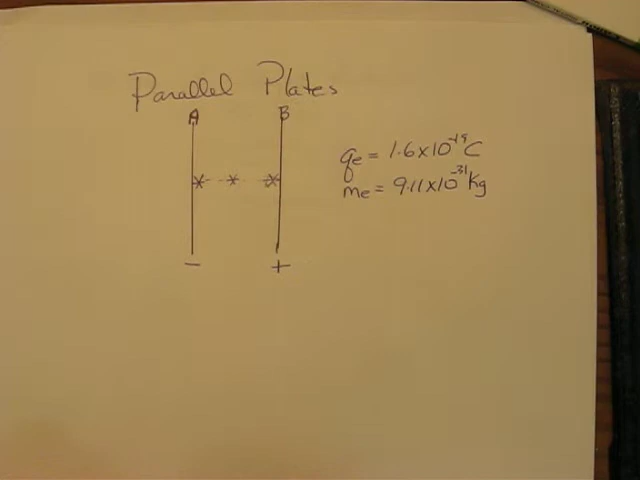 Parallel Plates
A B
qe = 1.6x10⁻¹⁹ C
me = 9.11x10⁻³¹ Kg
− +